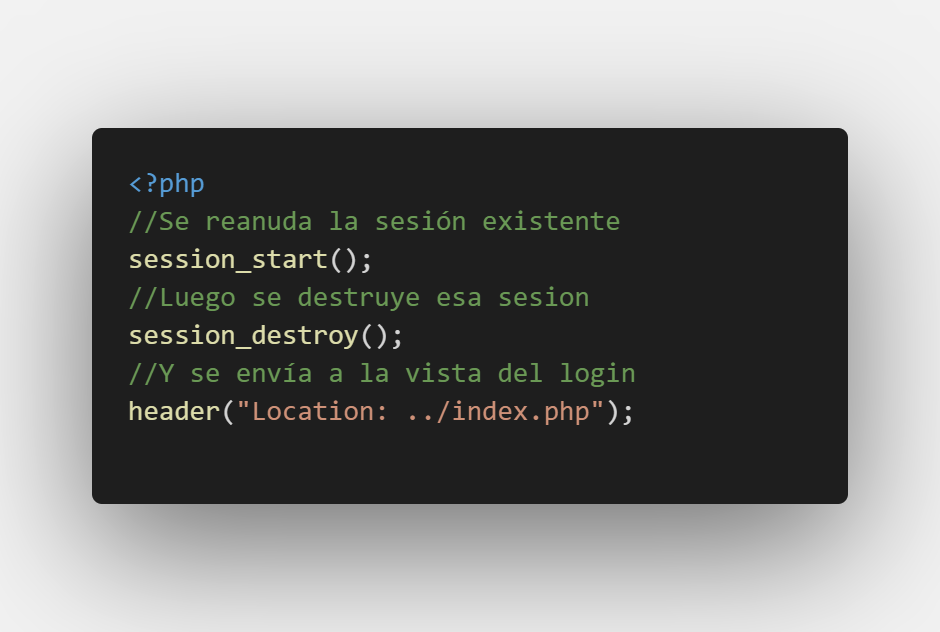 <?php
//Se reanuda la sesión existente
session_start();
//Luego se destruye esa sesion
session_destroy();
//Y se envía a la vista del login
header("Location: ../index.php");